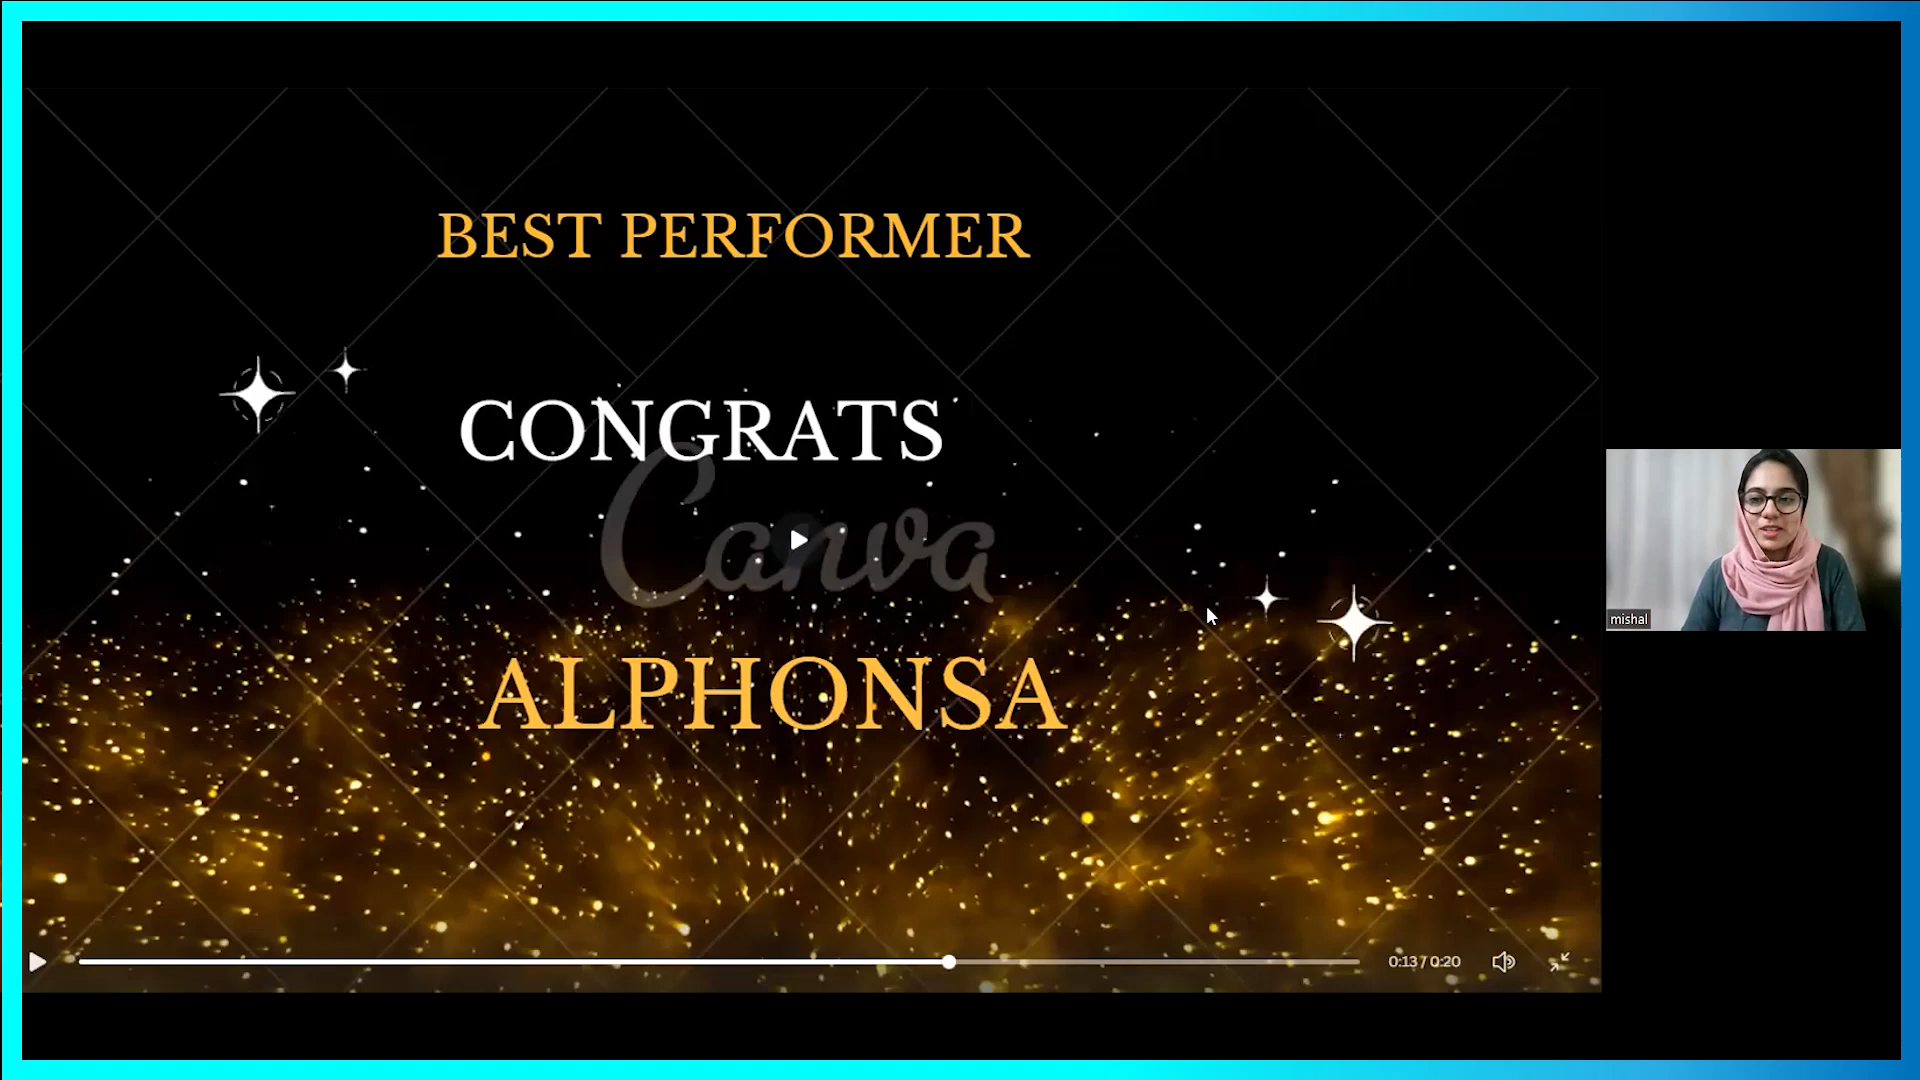 BEST PERFORMER
CONGRATS
Canva
ALPHONSA
mishal
0:13 / 0:20